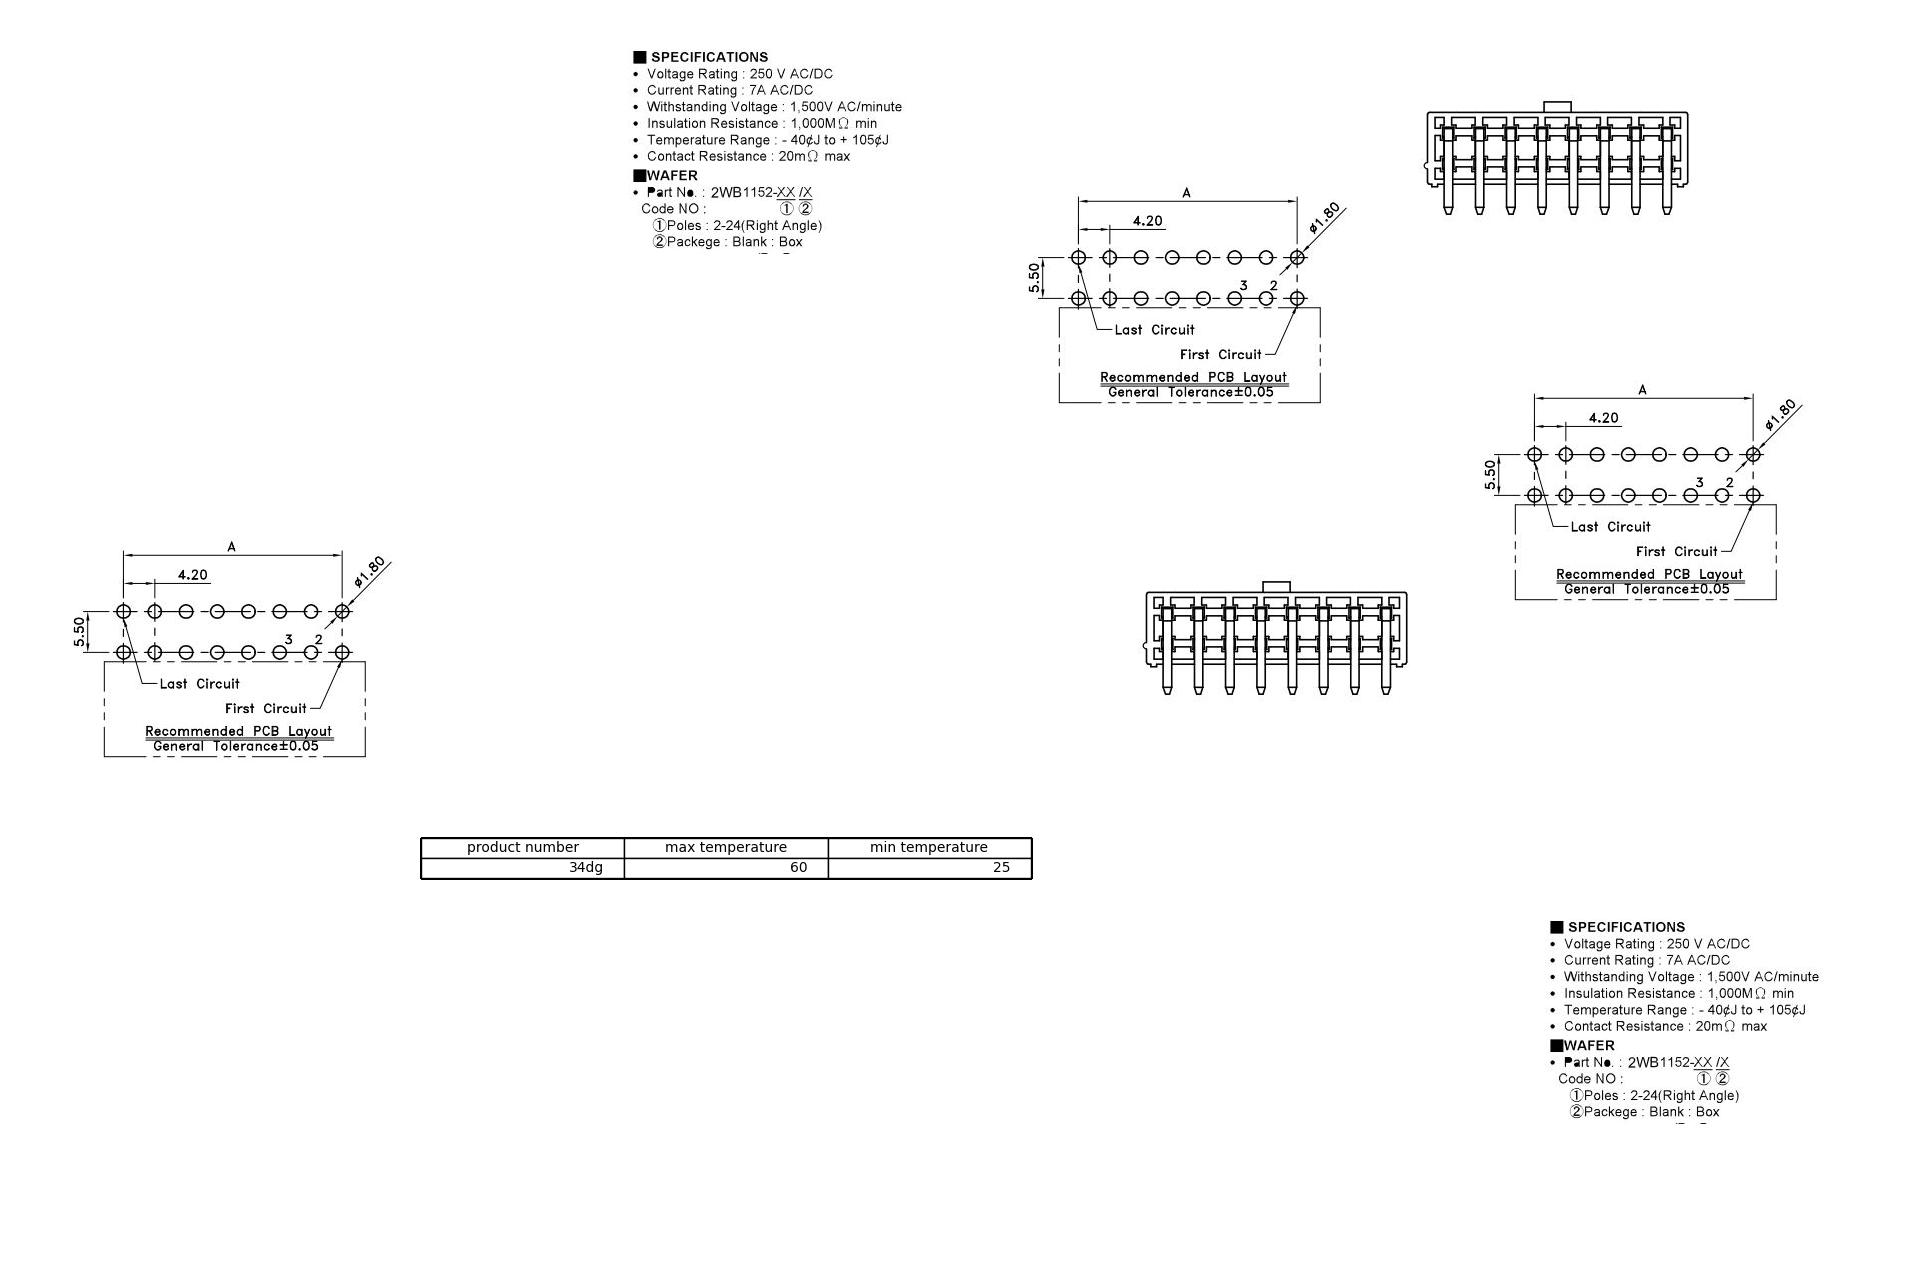 ■ SPECIFICATIONS
• Voltage Rating : 250 V AC/DC
• Current Rating : 7A AC/DC
• Withstanding Voltage : 1,500V AC/minute
• Insulation Resistance : 1,000MΩ min
• Temperature Range : - 40¢J to + 105¢J
• Contact Resistance : 20mΩ max
■WAFER
• Part No. : 2WB1152-XX /X
Code NO : ① ②
①Poles : 2-24(Right Angle)
②Packege : Blank : Box
A
4.20
ø1.80
5.50
3 2
Last Circuit
First Circuit
Recommended PCB Layout
General Tolerance±0.05
A
4.20
ø1.80
5.50
3 2
Last Circuit
First Circuit
Recommended PCB Layout
General Tolerance±0.05
A
4.20
ø1.80
5.50
3 2
Last Circuit
First Circuit
Recommended PCB Layout
General Tolerance±0.05
product number max temperature min temperature
34dg 60 25
■ SPECIFICATIONS
• Voltage Rating : 250 V AC/DC
• Current Rating : 7A AC/DC
• Withstanding Voltage : 1,500V AC/minute
• Insulation Resistance : 1,000MΩ min
• Temperature Range : - 40¢J to + 105¢J
• Contact Resistance : 20mΩ max
■WAFER
• Part No. : 2WB1152-XX /X
Code NO : ① ②
①Poles : 2-24(Right Angle)
②Packege : Blank : Box